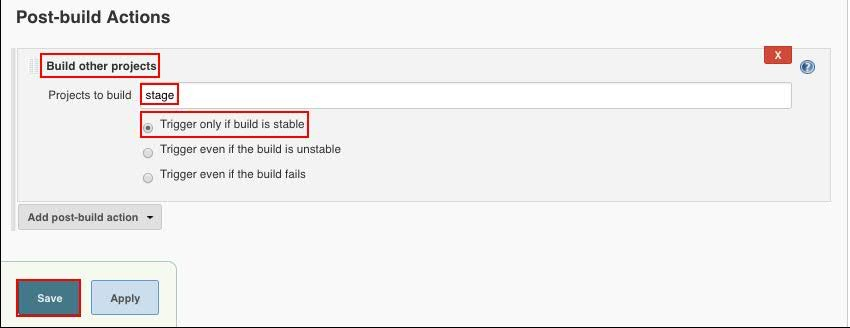 Post-build Actions
X
Build other projects
?
Projects to build stage
Trigger only if build is stable
Trigger even if the build is unstable
Trigger even if the build fails
Add post-build action
Save Apply